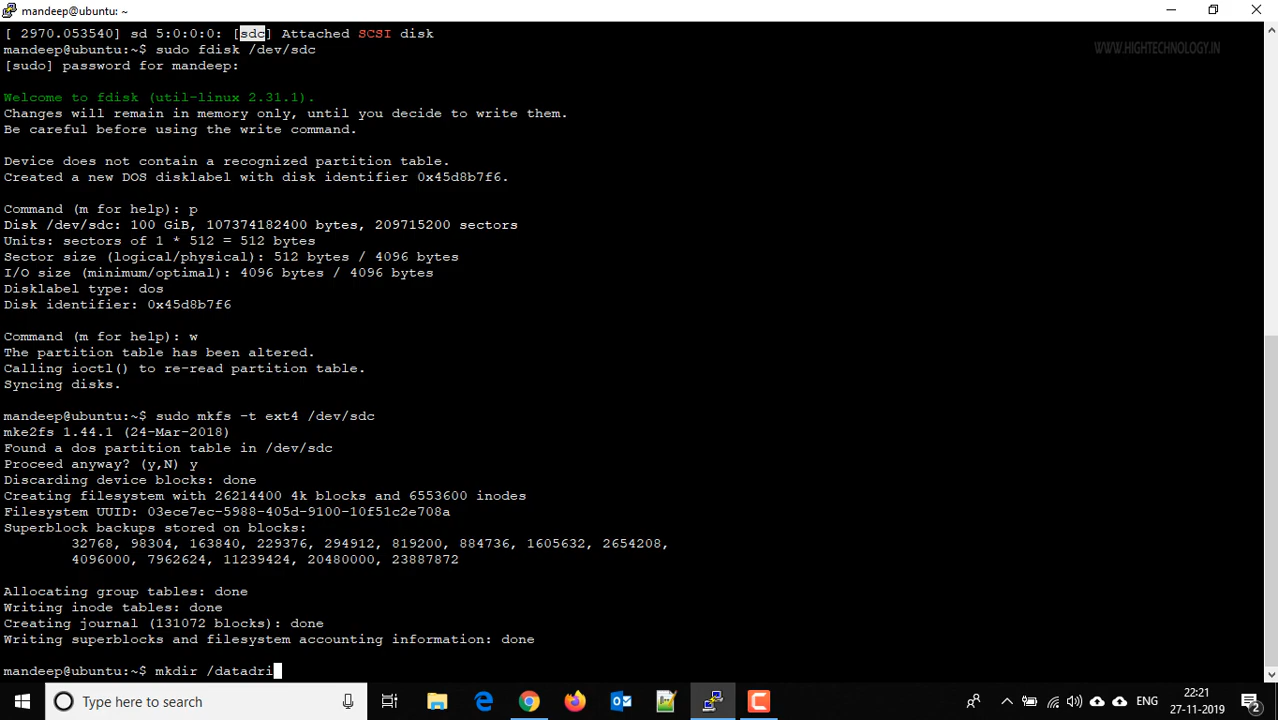 mandeep@ubuntu: ~
[ 2970.053540] sd 5:0:0:0: [sdc] Attached SCSI disk
WWW.HIGHTECHNOLOGY.IN
mandeep@ubuntu:~$ sudo fdisk /dev/sdc
[sudo] password for mandeep:
Welcome to fdisk (util-linux 2.31.1).
Changes will remain in memory only, until you decide to write them.
Be careful before using the write command.
Device does not contain a recognized partition table.
Created a new DOS disklabel with disk identifier 0x45d8b7f6.
Command (m for help): p
Disk /dev/sdc: 100 GiB, 107374182400 bytes, 209715200 sectors
Units: sectors of 1 * 512 = 512 bytes
Sector size (logical/physical): 512 bytes / 4096 bytes
I/O size (minimum/optimal): 4096 bytes / 4096 bytes
Disklabel type: dos
Disk identifier: 0x45d8b7f6
Command (m for help): w
The partition table has been altered.
Calling ioctl() to re-read partition table.
Syncing disks.
mandeep@ubuntu:~$ sudo mkfs -t ext4 /dev/sdc
mke2fs 1.44.1 (24-Mar-2018)
Found a dos partition table in /dev/sdc
Proceed anyway? (y,N) y
Discarding device blocks: done
Creating filesystem with 26214400 4k blocks and 6553600 inodes
Filesystem UUID: 03ece7ec-5988-405d-9100-10f51c2e708a
Superblock backups stored on blocks:
32768, 98304, 163840, 229376, 294912, 819200, 884736, 1605632, 2654208,
4096000, 7962624, 11239424, 20480000, 23887872
Allocating group tables: done
Writing inode tables: done
Creating journal (131072 blocks): done
Writing superblocks and filesystem accounting information: done
mandeep@ubuntu:~$ mkdir /datadri
Type here to search
ENG
22:21
27-11-2019
2